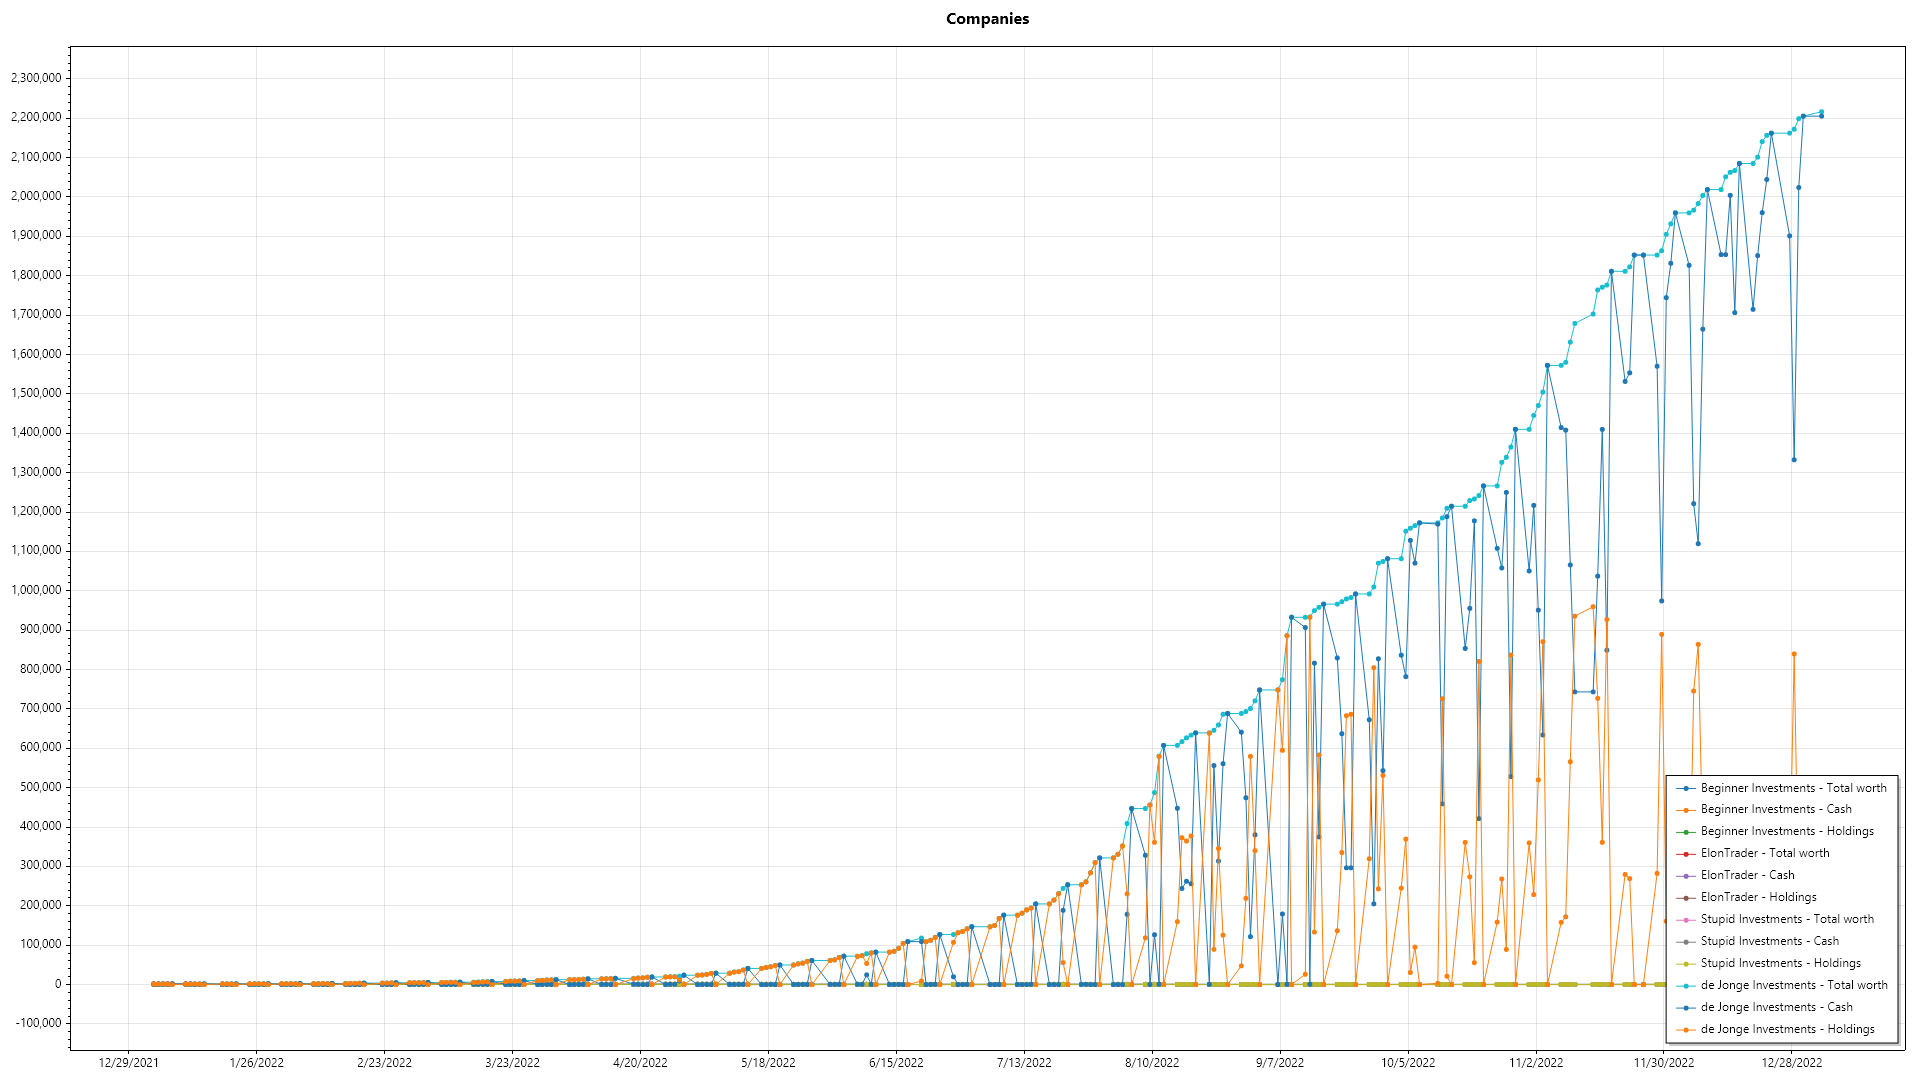 Companies
2,300,000
2,200,000
2,100,000
2,000,000
1,900,000
1,800,000
1,700,000
1,600,000
1,500,000
1,400,000
1,300,000
1,200,000
1,100,000
1,000,000
900,000
800,000
700,000
600,000
500,000
400,000
300,000
200,000
100,000
0
-100,000
12/29/2021 1/26/2022 2/23/2022 3/23/2022 4/20/2022 5/18/2022 6/15/2022 7/13/2022 8/10/2022 9/7/2022 10/5/2022 11/2/2022 11/30/2022 12/28/2022
Beginner Investments - Total worth
Beginner Investments - Cash
Beginner Investments - Holdings
ElonTrader - Total worth
ElonTrader - Cash
ElonTrader - Holdings
Stupid Investments - Total worth
Stupid Investments - Cash
Stupid Investments - Holdings
de Jonge Investments - Total worth
de Jonge Investments - Cash
de Jonge Investments - Holdings